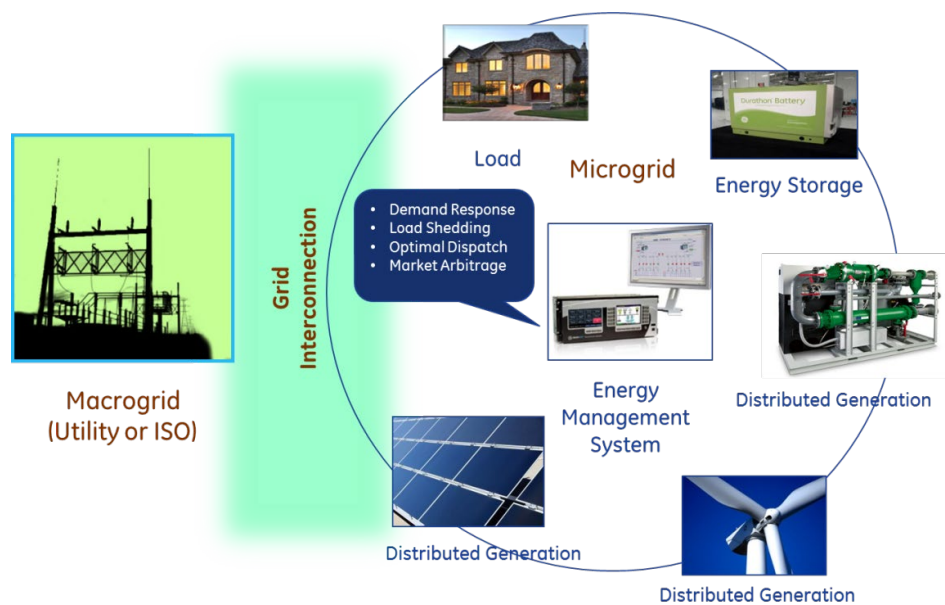 Load
Microgrid
Durathon Battery
Energy Storage
Grid
Interconnection
• Demand Response
• Load Shedding
• Optimal Dispatch
• Market Arbitrage
Macrogrid
(Utility or ISO)
Energy
Management
System
Distributed Generation
Distributed Generation
Distributed Generation